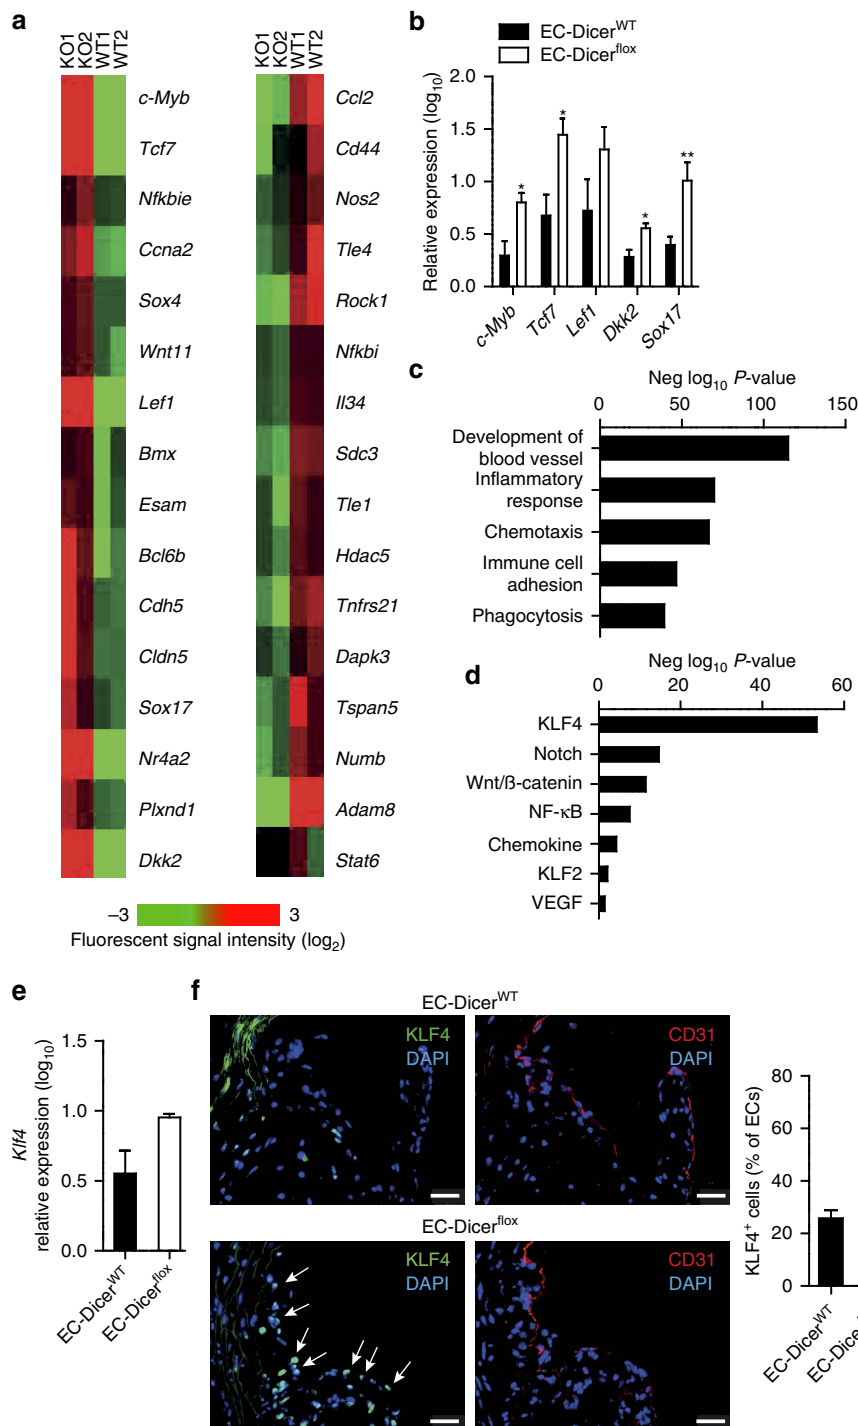 a
KO1 KO2 WT1 WT2
c-Myb
Tcf7
Nfkbie
Ccna2
Sox4
Wnt11
Lef1
Bmx
Esam
Bcl6b
Cdh5
Cldn5
Sox17
Nr4a2
Plxnd1
Dkk2
KO1 KO2 WT1 WT2
Ccl2
Cd44
Nos2
Tle4
Rock1
Nfkbi
Il34
Sdc3
Tle1
Hdac5
Tnfrs21
Dapk3
Tspan5
Numb
Adam8
Stat6
–3 3
Fluorescent signal intensity (log2)
b
EC-DicerWT
EC-Dicerflox
Relative expression (log10)
2.0
1.5
1.0
0.5
0.0
* * * **
c-Myb Tcf7 Lef1 Dkk2 Sox17
c
Neg log10 P-value
0 50 100 150
Development of
blood vessel
Inflammatory
response
Chemotaxis
Immune cell
adhesion
Phagocytosis
d
Neg log10 P-value
0 20 40 60
KLF4
Notch
Wnt/ß-catenin
NF-κB
Chemokine
KLF2
VEGF
e
Klf4
relative expression (log10)
1.5
1.0
0.5
0.0
EC-DicerWT EC-Dicerflox
f
EC-DicerWT
KLF4
DAPI
CD31
DAPI
EC-Dicerflox
KLF4
DAPI
CD31
DAPI
KLF4+ cells (% of ECs)
80
60
40
20
0
EC-DicerWT